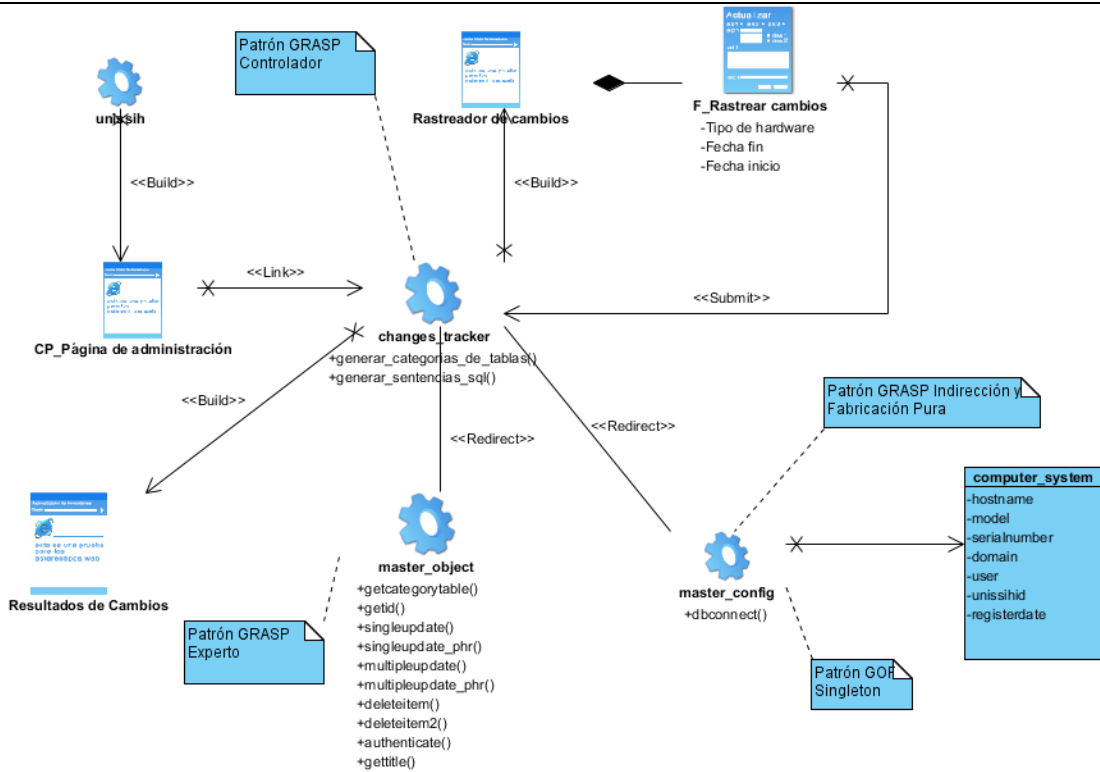 Patrón GRASP
Controlador
Actualizar
unissih
Rastreador de cambios
F_Rastrear cambios
-Tipo de hardware
-Fecha fin
-Fecha inicio
<<Build>>
<<Build>>
<<Link>>
<<Submit>>
CP_Página de administración
changes_tracker
+generar_categorias_de_tablas()
+generar_sentencias_sql()
<<Build>>
<<Redirect>>
<<Redirect>>
Patrón GRASP Indirección y
Fabricación Pura
computer_system
-hostname
-model
-serialnumber
-domain
-user
-unissihid
-registerdate
Resultados de Cambios
master_object
+getcategorytable()
+getid()
+singleupdate()
+singleupdate_phr()
+multipleupdate()
+multipleupdate_phr()
+deleteitem()
+deleteitem2()
+authenticate()
+gettitle()
master_config
+dbconnect()
Patrón GRASP
Experto
Patrón GOF
Singleton